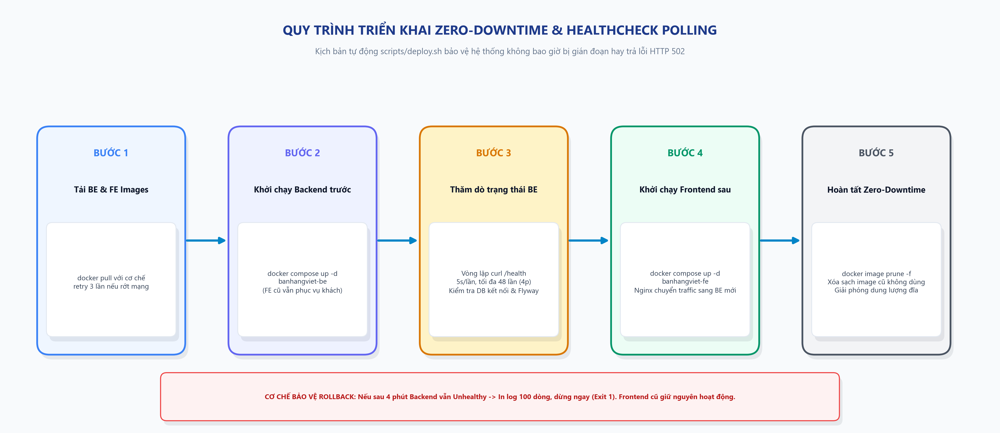 QUY TRÌNH TRIỂN KHAI ZERO-DOWNTIME & HEALTHCHECK POLLING
Kịch bản tự động scripts/deploy.sh bảo vệ hệ thống không bao giờ bị gián đoạn hay trả lỗi HTTP 502
BƯỚC 1
Tải BE & FE Images
docker pull với cơ chế
retry 3 lần nếu rớt mạng
BƯỚC 2
Khởi chạy Backend trước
docker compose up -d
banhangviet-be
(FE cũ vẫn phục vụ khách)
BƯỚC 3
Thăm dò trạng thái BE
Vòng lặp curl /health
5s/lần, tối đa 48 lần (4p)
Kiểm tra DB kết nối & Flyway
BƯỚC 4
Khởi chạy Frontend sau
docker compose up -d
banhangviet-fe
Nginx chuyển traffic sang BE mới
BƯỚC 5
Hoàn tất Zero-Downtime
docker image prune -f
Xóa sạch image cũ không dùng
Giải phóng dung lượng đĩa
CƠ CHẾ BẢO VỆ ROLLBACK: Nếu sau 4 phút Backend vẫn Unhealthy -> In log 100 dòng, dừng ngay (Exit 1). Frontend cũ giữ nguyên hoạt động.